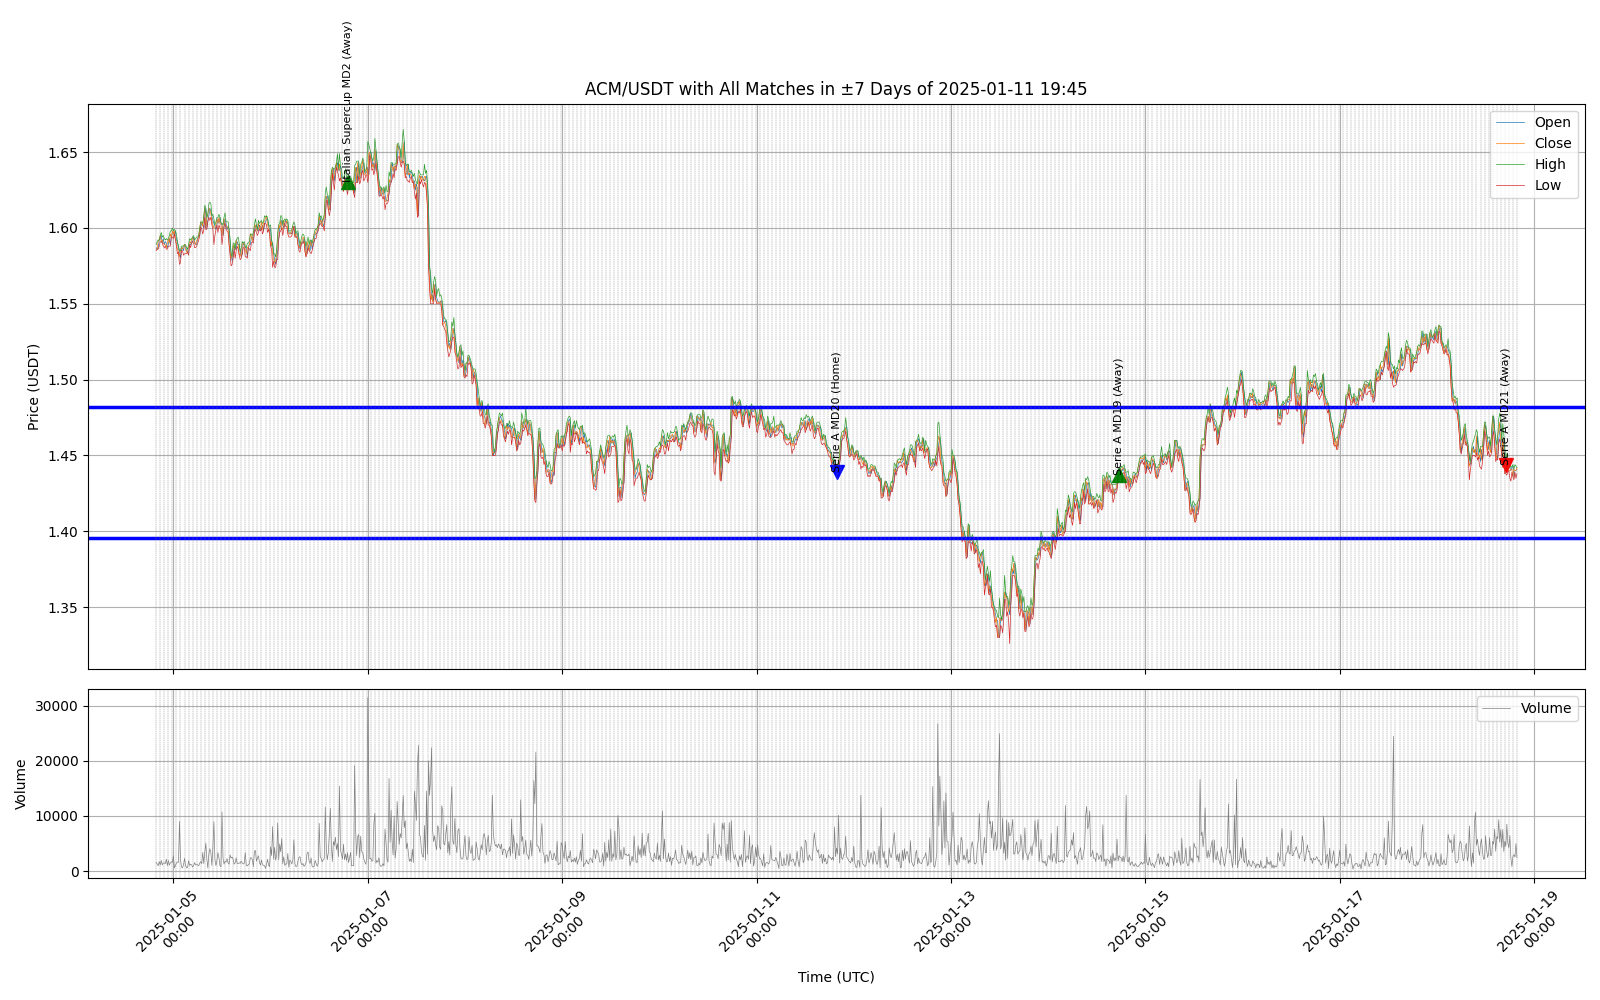 Italian Supercup MD2 (Away)
ACM/USDT with All Matches in ±7 Days of 2025-01-11 19:45
Open
Close
High
Low
Price (USDT)
1.65
1.60
1.55
1.50
1.45
1.40
1.35
Serie A MD20 (Home)
Serie A MD19 (Away)
Serie A MD21 (Away)
Volume
Volume
30000
20000
10000
0
2025-01-05
00:00
2025-01-07
00:00
2025-01-09
00:00
2025-01-11
00:00
2025-01-13
00:00
2025-01-15
00:00
2025-01-17
00:00
2025-01-19
00:00
Time (UTC)